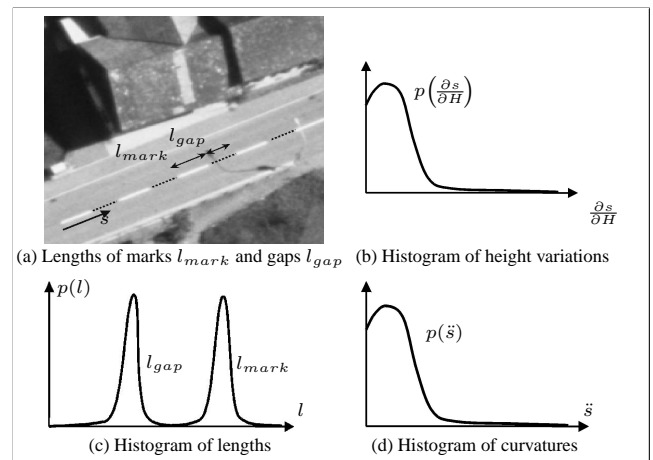 l_gap
l_mark
s
(a) Lengths of marks l_mark and gaps l_gap
p(∂s/∂H)
∂s/∂H
(b) Histogram of height variations
p(l)
l_gap
l_mark
l
(c) Histogram of lengths
p(s̈)
s̈
(d) Histogram of curvatures